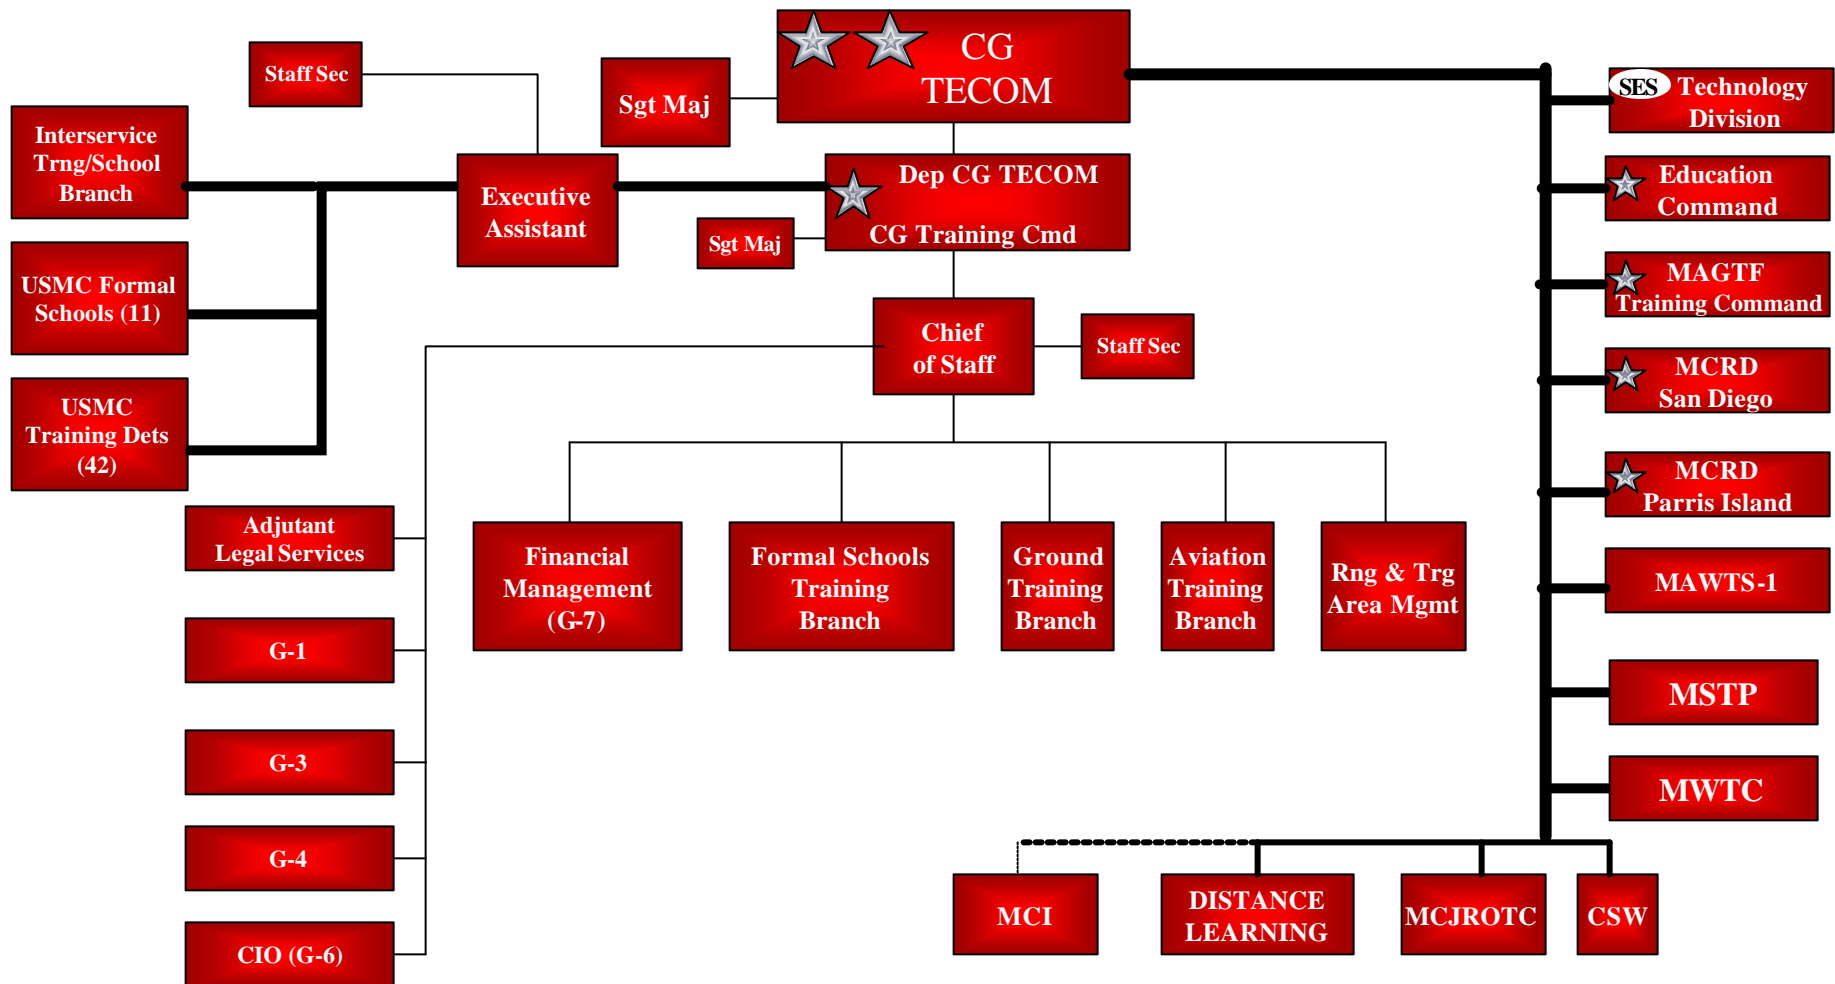 CG
TECOM
Staff Sec
Sgt Maj
SES Technology
Division
Interservice
Trng/School
Branch
Executive
Assistant
Dep CG TECOM
CG Training Cmd
Sgt Maj
Education
Command
USMC Formal
Schools (11)
MAGTF
Training Command
Chief
of Staff
Staff Sec
MCRD
San Diego
USMC
Training Dets
(42)
MCRD
Parris Island
Adjutant
Legal Services
Financial
Management
(G-7)
Formal Schools
Training
Branch
Ground
Training
Branch
Aviation
Training
Branch
Rng & Trg
Area Mgmt
MAWTS-1
G-1
MSTP
G-3
MWTC
G-4
MCI
DISTANCE
LEARNING
MCJROTC
CSW
CIO (G-6)